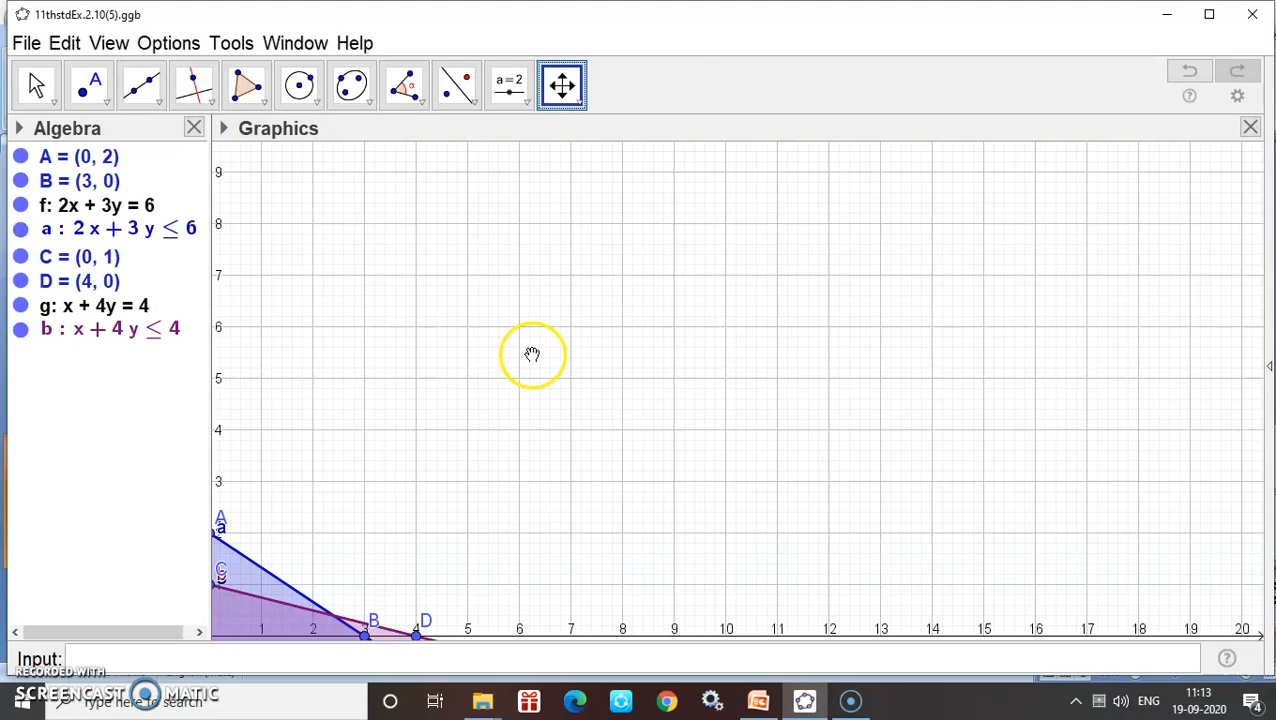 11thstdEx.2.10(5).ggb
File Edit View Options Tools Window Help
A
α
a=2
Algebra
Graphics
A = (0, 2)
B = (3, 0)
f: 2x + 3y = 6
a : 2 x + 3 y ≤ 6
C = (0, 1)
D = (4, 0)
g: x + 4y = 4
b : x + 4 y ≤ 4
9
8
7
6
5
4
3
A
a
C
B
D
1 2 3 4 5 6 7 8 9 10 11 12 13 14 15 16 17 18 19 20
Input:
RECORDED WITH
SCREENCAST MATIC
Type here to search
ENG
11:13
19-09-2020
4